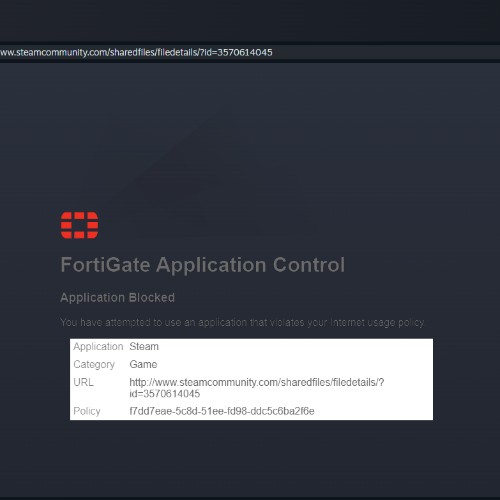 ww.steamcommunity.com/sharedfiles/filedetails/?id=3570614045
FortiGate Application Control
Application Blocked
You have attempted to use an application that violates your Internet usage policy.
Application Steam
Category Game
URL http://www.steamcommunity.com/sharedfiles/filedetails/?
id=3570614045
Policy f7dd7eae-5c8d-51ee-fd98-ddc5c6ba2f6e